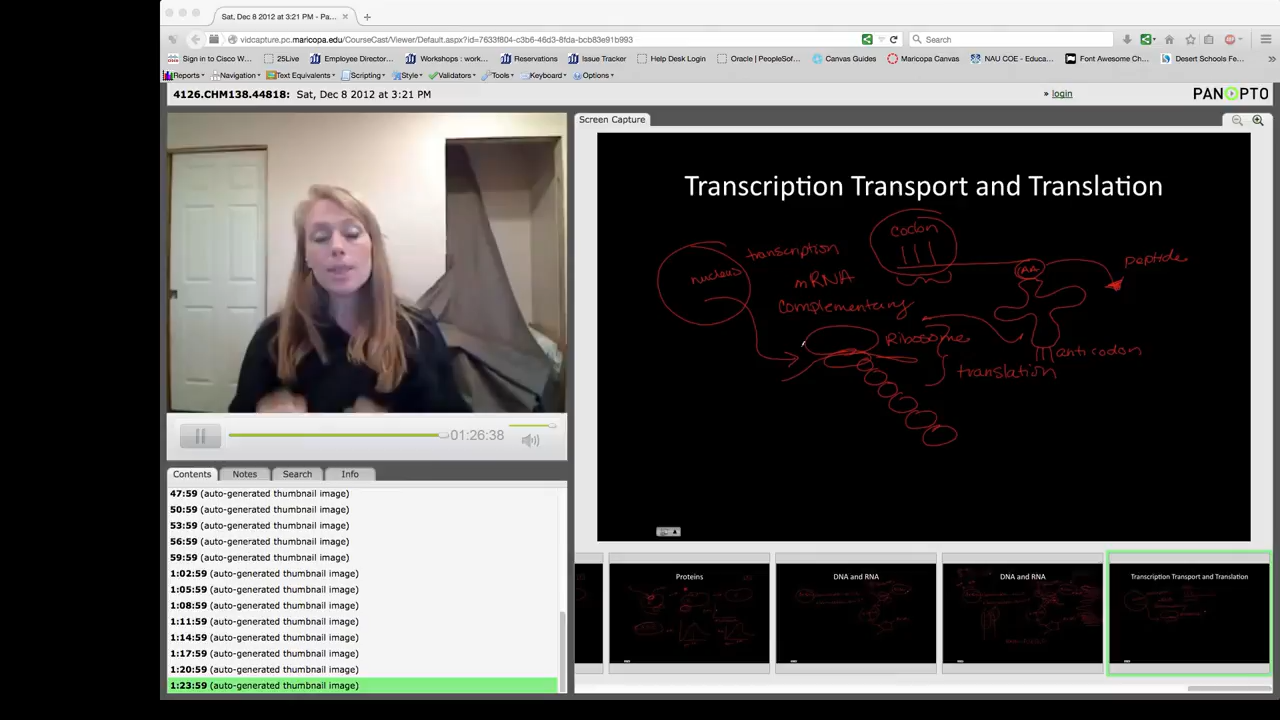 Sat, Dec 8 2012 at 3:21 PM - Pa...
vidcapture.pc.maricopa.edu/CourseCast/Viewer/Default.aspx?id=7633f804-c3b6-46d3-8fda-bcb83e91b993
Search
Sign in to Cisco W... 25Live Employee Director... Workshops : work... Reservations Issue Tracker Help Desk Login Oracle | PeopleSof... Canvas Guides Maricopa Canvas NAU COE - Educa... Font Awesome Ch... Desert Schools Fe...
Reports Navigation Text Equivalents Scripting Style Validators Tools Keyboard Options
4126.CHM138.44818: Sat, Dec 8 2012 at 3:21 PM
» login
PANOPTO
Screen Capture
Transcription Transport and Translation
codon
nucleus
transcription
mRNA
AA
peptide
complementary
Ribosome
anticodon
translation
01:26:38
Contents Notes Search Info
47:59 (auto-generated thumbnail image)
50:59 (auto-generated thumbnail image)
53:59 (auto-generated thumbnail image)
56:59 (auto-generated thumbnail image)
59:59 (auto-generated thumbnail image)
1:02:59 (auto-generated thumbnail image)
1:05:59 (auto-generated thumbnail image)
1:08:59 (auto-generated thumbnail image)
1:11:59 (auto-generated thumbnail image)
1:14:59 (auto-generated thumbnail image)
1:17:59 (auto-generated thumbnail image)
1:20:59 (auto-generated thumbnail image)
1:23:59 (auto-generated thumbnail image)
Proteins
DNA and RNA
DNA and RNA
Transcription Transport and Translation